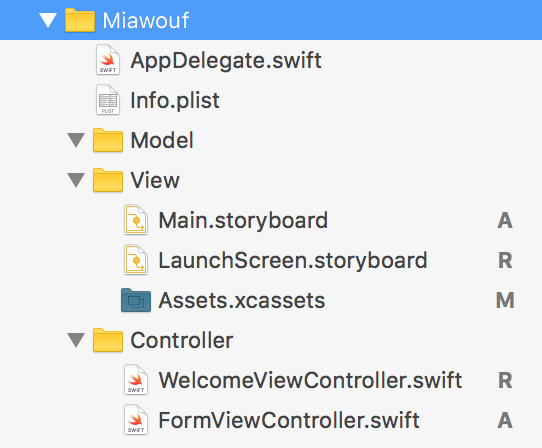 Miawouf
AppDelegate.swift
Info.plist
Model
View
Main.storyboard A
LaunchScreen.storyboard R
Assets.xcassets M
Controller
WelcomeViewController.swift R
FormViewController.swift A